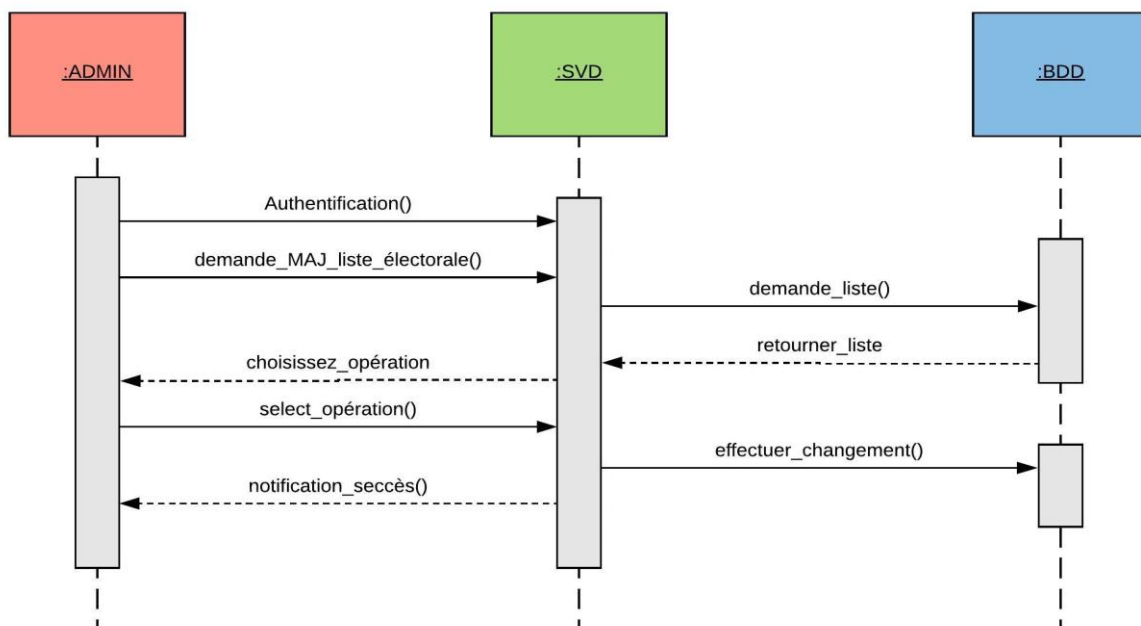 :ADMIN
:SVD
:BDD
Authentification()
demande_MAJ_liste_électorale()
demande_liste()
retourner_liste
choisissez_opération
select_opération()
effectuer_changement()
notification_seccès()